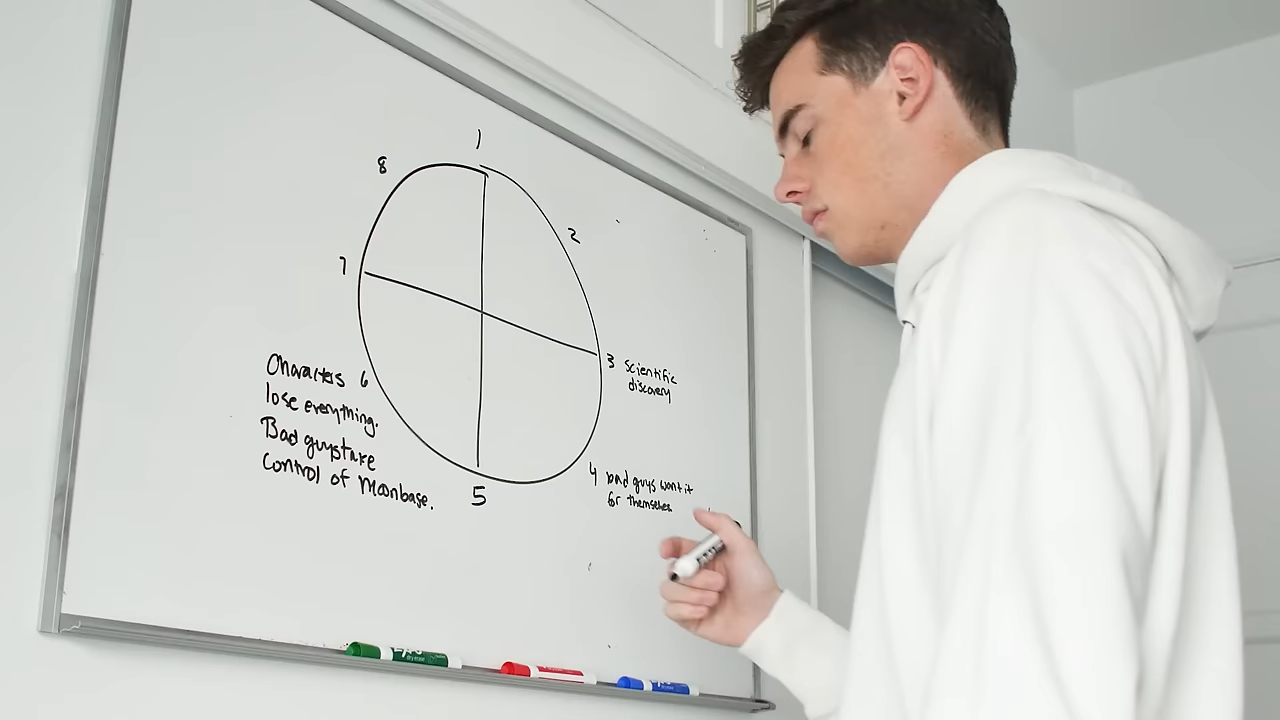 1
8
2
7
3 scientific
discovery
Characters 6
lose everything.
Bad guys take
Control of Moonbase.
4 bad guys want it
for themselves
5